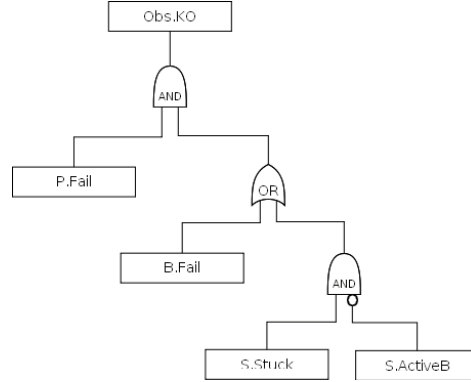 Obs.KO
AND
P.Fail
OR
B.Fail
AND
S.Stuck
S.ActiveB